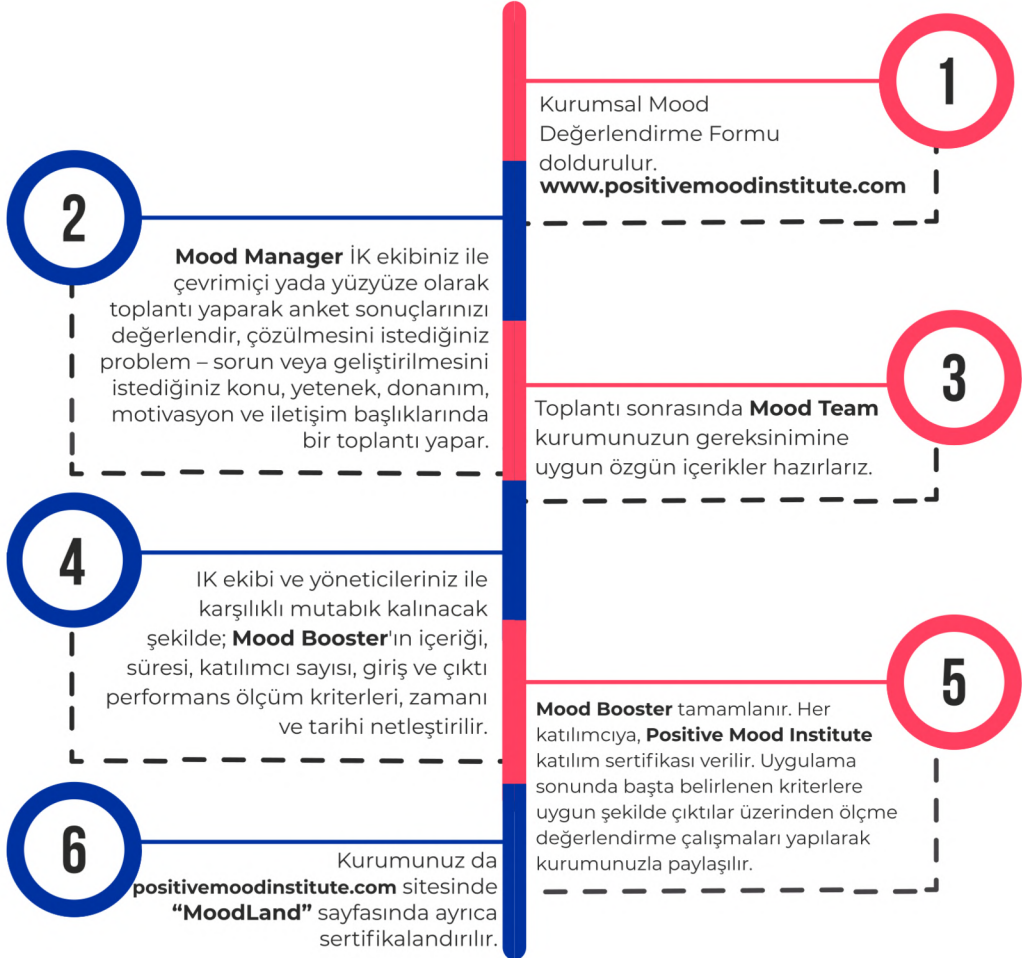 1
Kurumsal Mood
Değerlendirme Formu
doldurulur.
www.positivemoodinstitute.com
2
Mood Manager İK ekibiniz ile
çevrimiçi yada yüzyüze olarak
toplantı yaparak anket sonuçlarınızı
değerlendir, çözülmesini istediğiniz
problem – sorun veya geliştirilmesini
istediğiniz konu, yetenek, donanım,
motivasyon ve iletişim başlıklarında
bir toplantı yapar.
3
Toplantı sonrasında Mood Team
kurumunuzun gereksinimine
uygun özgün içerikler hazırlarız.
4
IK ekibi ve yöneticileriniz ile
karşılıklı mutabık kalınacak
şekilde; Mood Booster'ın içeriği,
süresi, katılımcı sayısı, giriş ve çıktı
performans ölçüm kriterleri, zamanı
ve tarihi netleştirilir.
5
Mood Booster tamamlanır. Her
katılımcıya, Positive Mood Institute
katılım sertifikası verilir. Uygulama
sonunda başta belirlenen kriterlere
uygun şekilde çıktılar üzerinden ölçme
değerlendirme çalışmaları yapılarak
kurumunuzla paylaşılır.
6
Kurumunuz da
positivemoodinstitute.com sitesinde
“MoodLand” sayfasında ayrıca
sertifikalandırılır.